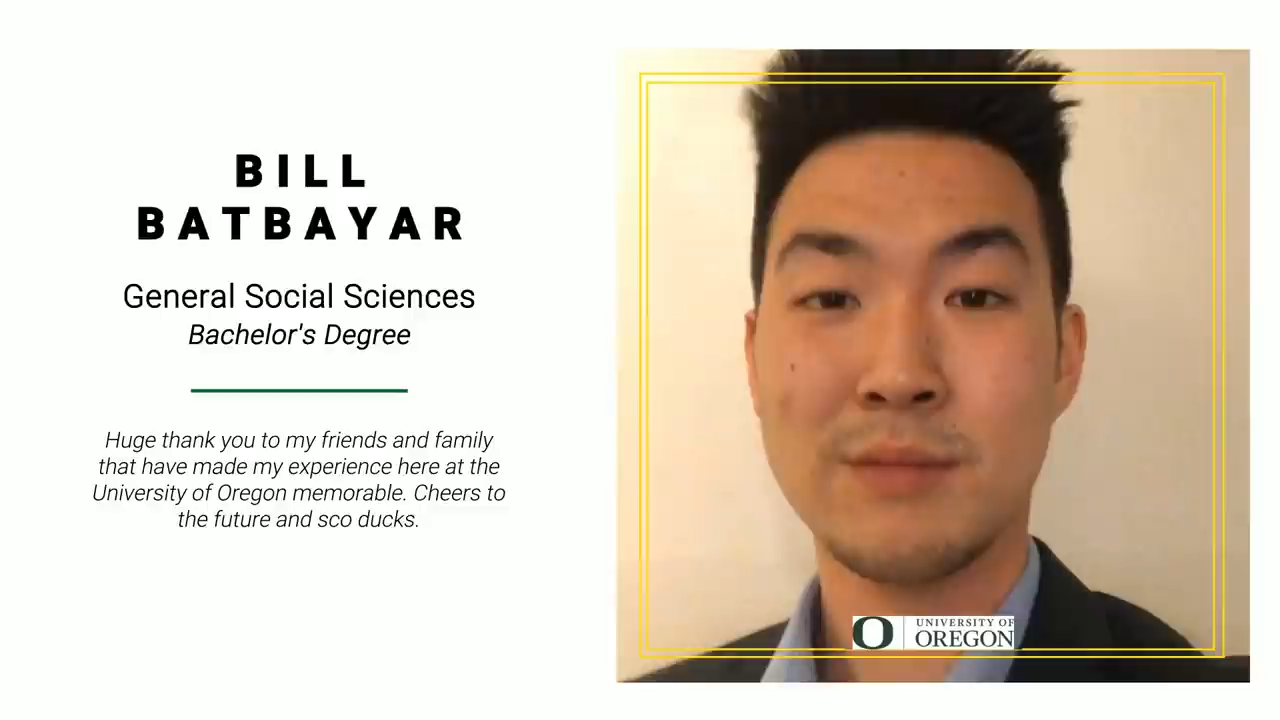 BILL
BATBAYAR
General Social Sciences
Bachelor's Degree
Huge thank you to my friends and family
that have made my experience here at the
University of Oregon memorable. Cheers to
the future and sco ducks.
O
UNIVERSITY OF
OREGON